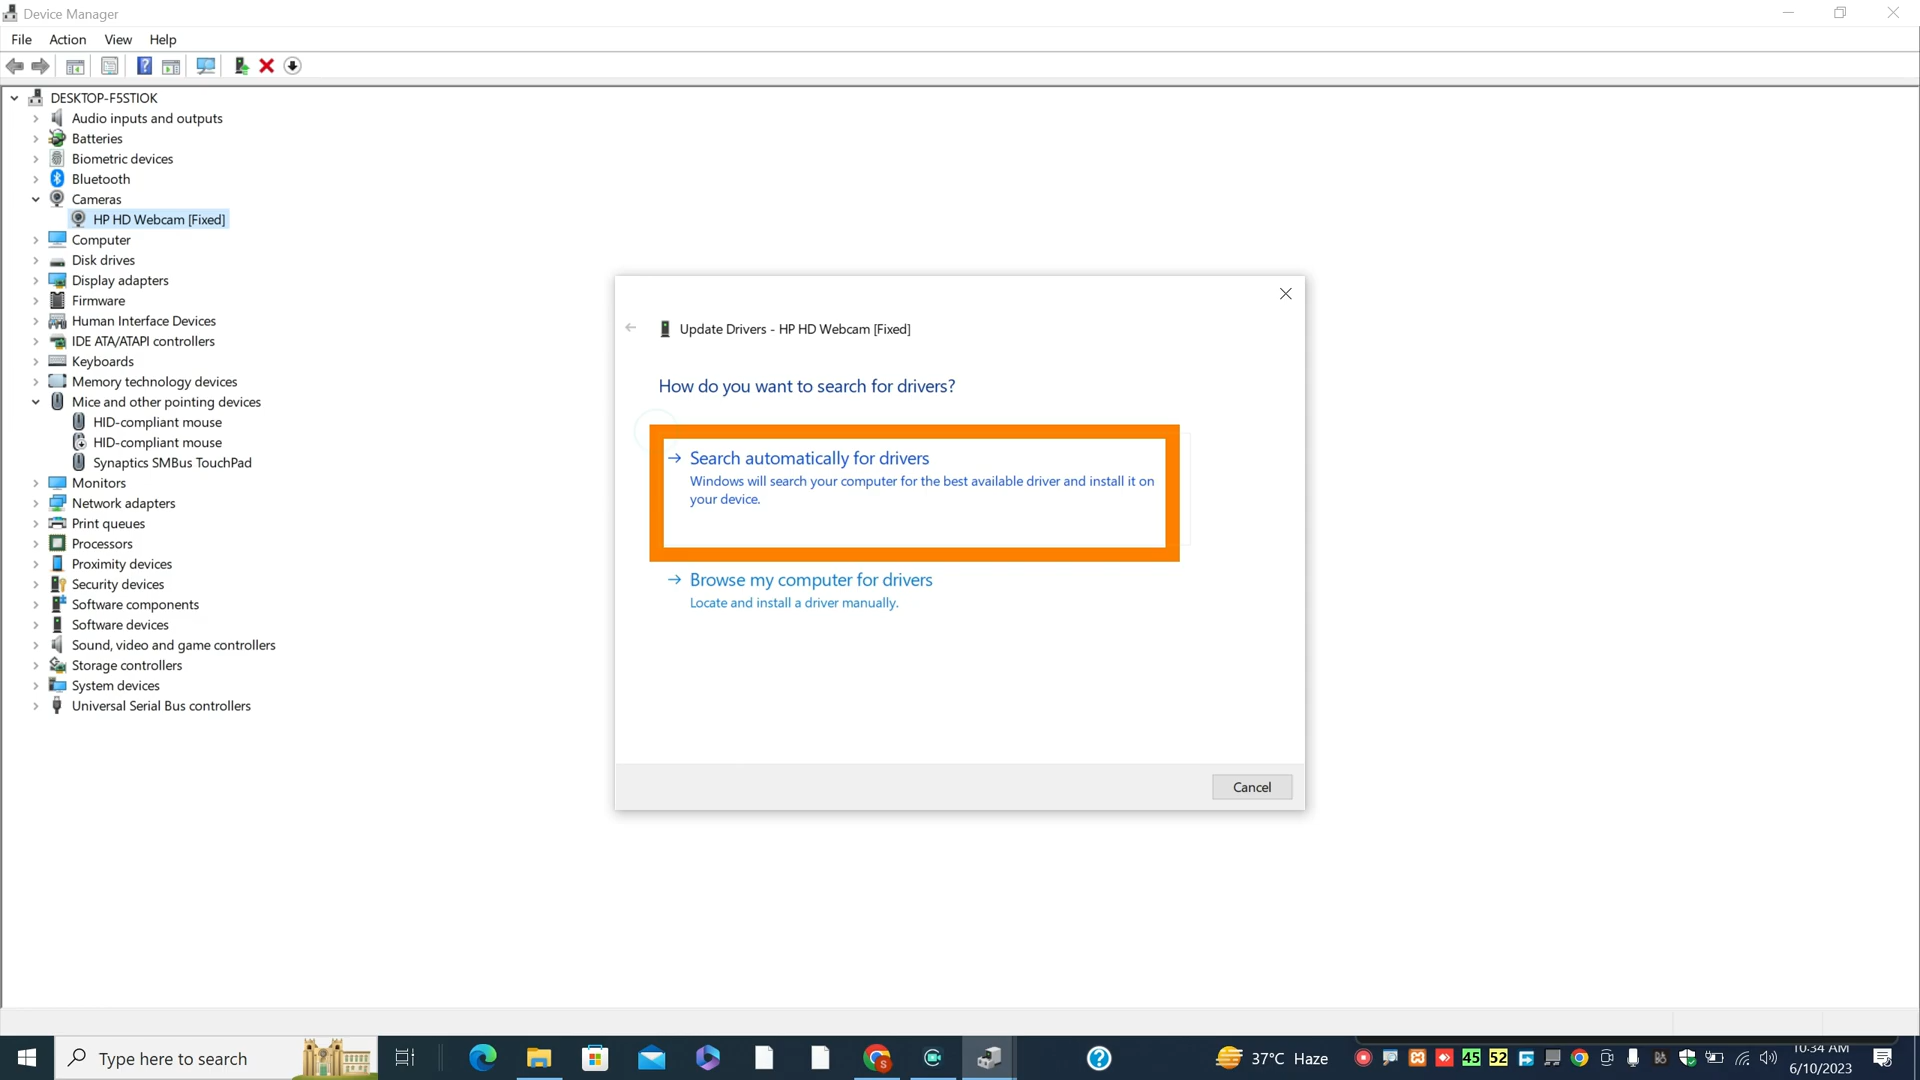 Device Manager
File Action View Help
DESKTOP-F5STIOK
Audio inputs and outputs
Batteries
Biometric devices
Bluetooth
Cameras
HP HD Webcam [Fixed]
Computer
Disk drives
Display adapters
Firmware
Human Interface Devices
IDE ATA/ATAPI controllers
Keyboards
Memory technology devices
Mice and other pointing devices
HID-compliant mouse
HID-compliant mouse
Synaptics SMBus TouchPad
Monitors
Network adapters
Print queues
Processors
Proximity devices
Security devices
Software components
Software devices
Sound, video and game controllers
Storage controllers
System devices
Universal Serial Bus controllers
Update Drivers - HP HD Webcam [Fixed]
How do you want to search for drivers?
Search automatically for drivers
Windows will search your computer for the best available driver and install it on
your device.
Browse my computer for drivers
Locate and install a driver manually.
Cancel
Type here to search
37°C Haze
45 52
10:34 AM
6/10/2023